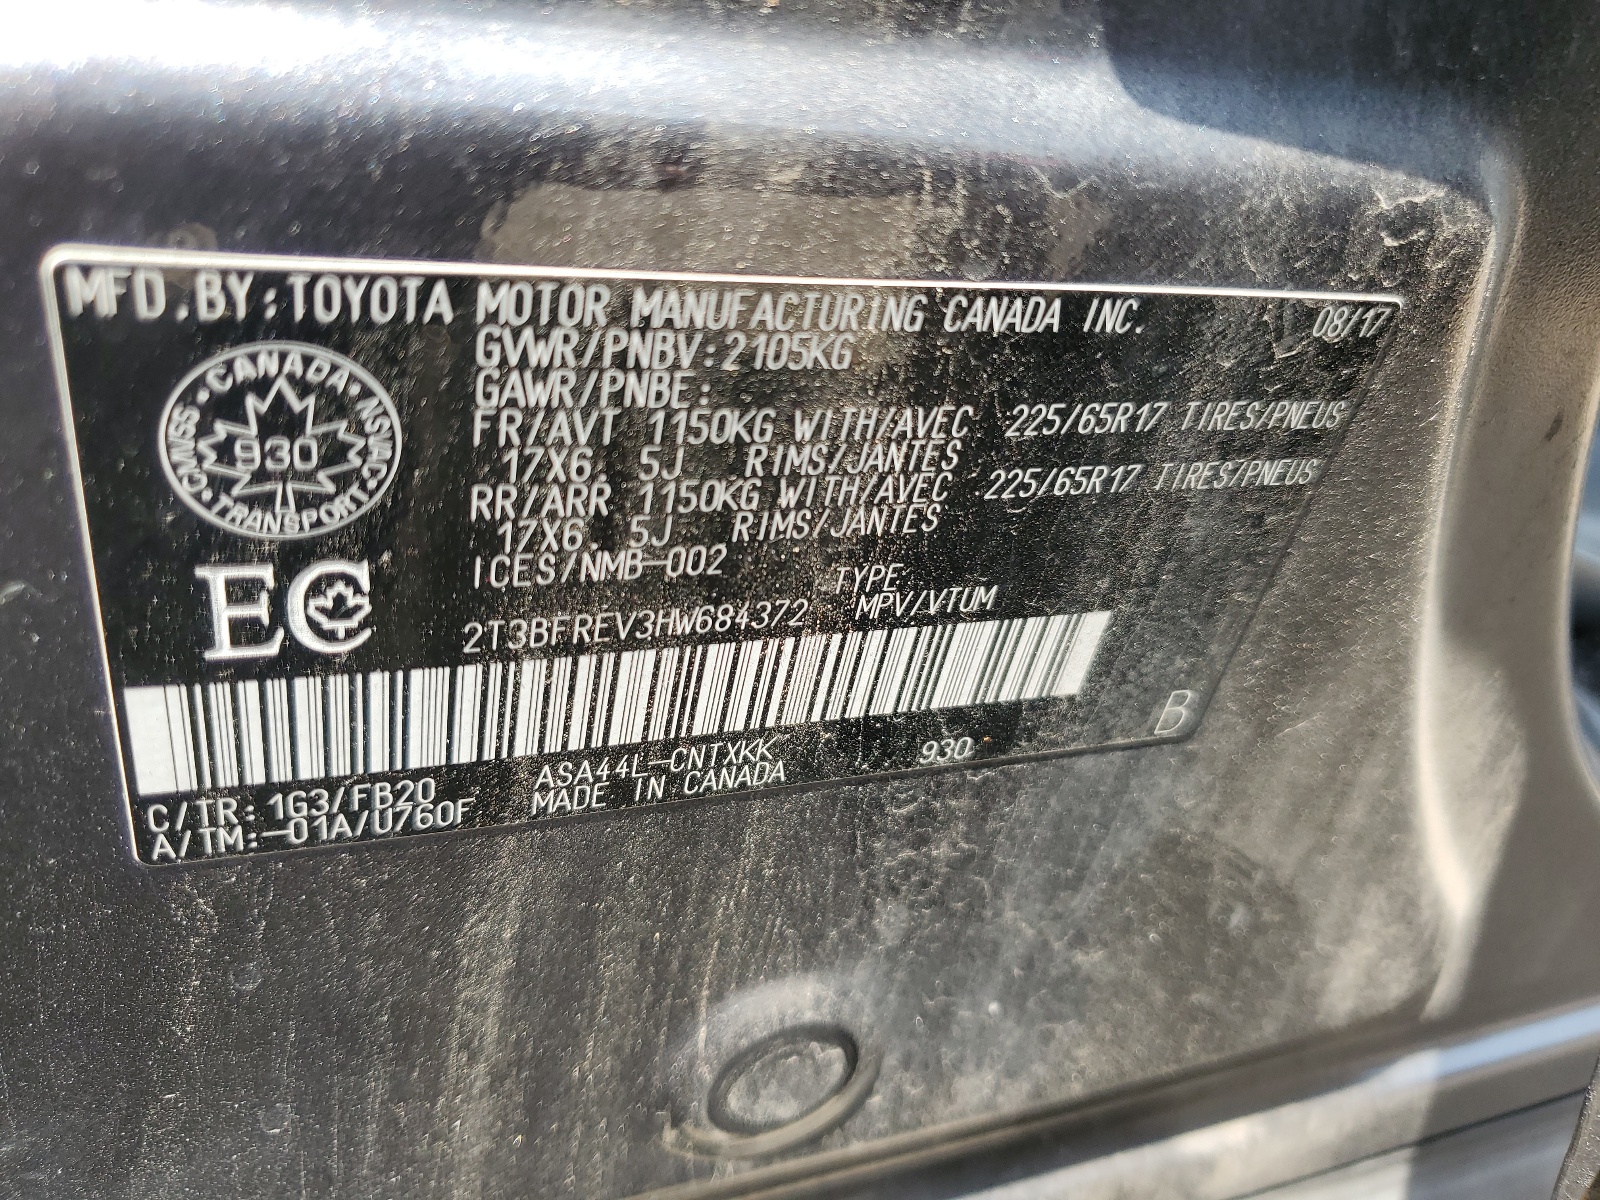 MFD.BY:TOYOTA MOTOR MANUFACTURING CANADA INC. 08/17
GVWR/PNBV:2105KG
GAWR/PNBE:
FR/AVT 1150KG WITH/AVEC 225/65R17 TIRES/PNEUS
17X6.5J RIMS/JANTES
RR/ARR 1150KG WITH/AVEC 225/65R17 TIRES/PNEUS
17X6.5J RIMS/JANTES
ICES/NMB-002
CANADA • NSVAC • TRANSPORT • CMVSS •
930
EC
TYPE
2T3BFREV3HW684372 MPV/VTUM
B
C/TR: 1G3/FB20 ASA44L-CNTXKK 930
A/TM:-01A/U760F MADE IN CANADA